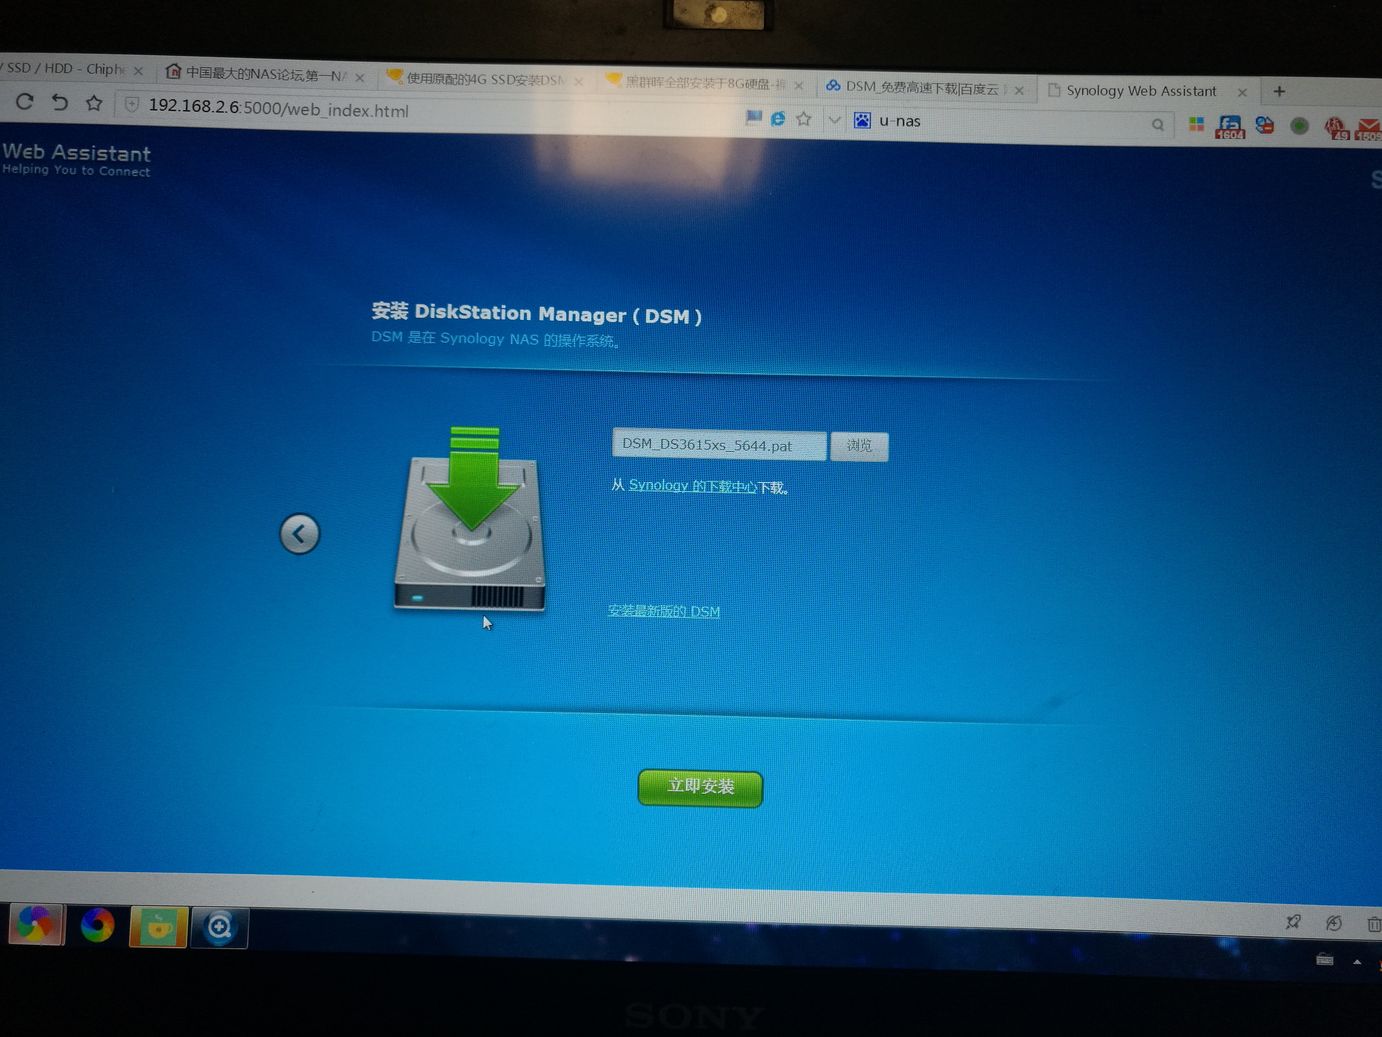 / SSD / HDD - Chiphe
中国最大的NAS论坛,第一NA
使用原配的4G SSD安装DSM
黑群晖全部安装于8G硬盘-裤
DSM_免费高速下载|百度云
Synology Web Assistant
192.168.2.6:5000/web_index.html
u-nas
1604
49
1509
Web Assistant
Helping You to Connect
S
安装 DiskStation Manager ( DSM )
DSM 是在 Synology NAS 的操作系统。
DSM_DS3615xs_5644.pat
浏览
从 Synology 的下载中心下载。
安装最新版的 DSM
立即安装
SONY